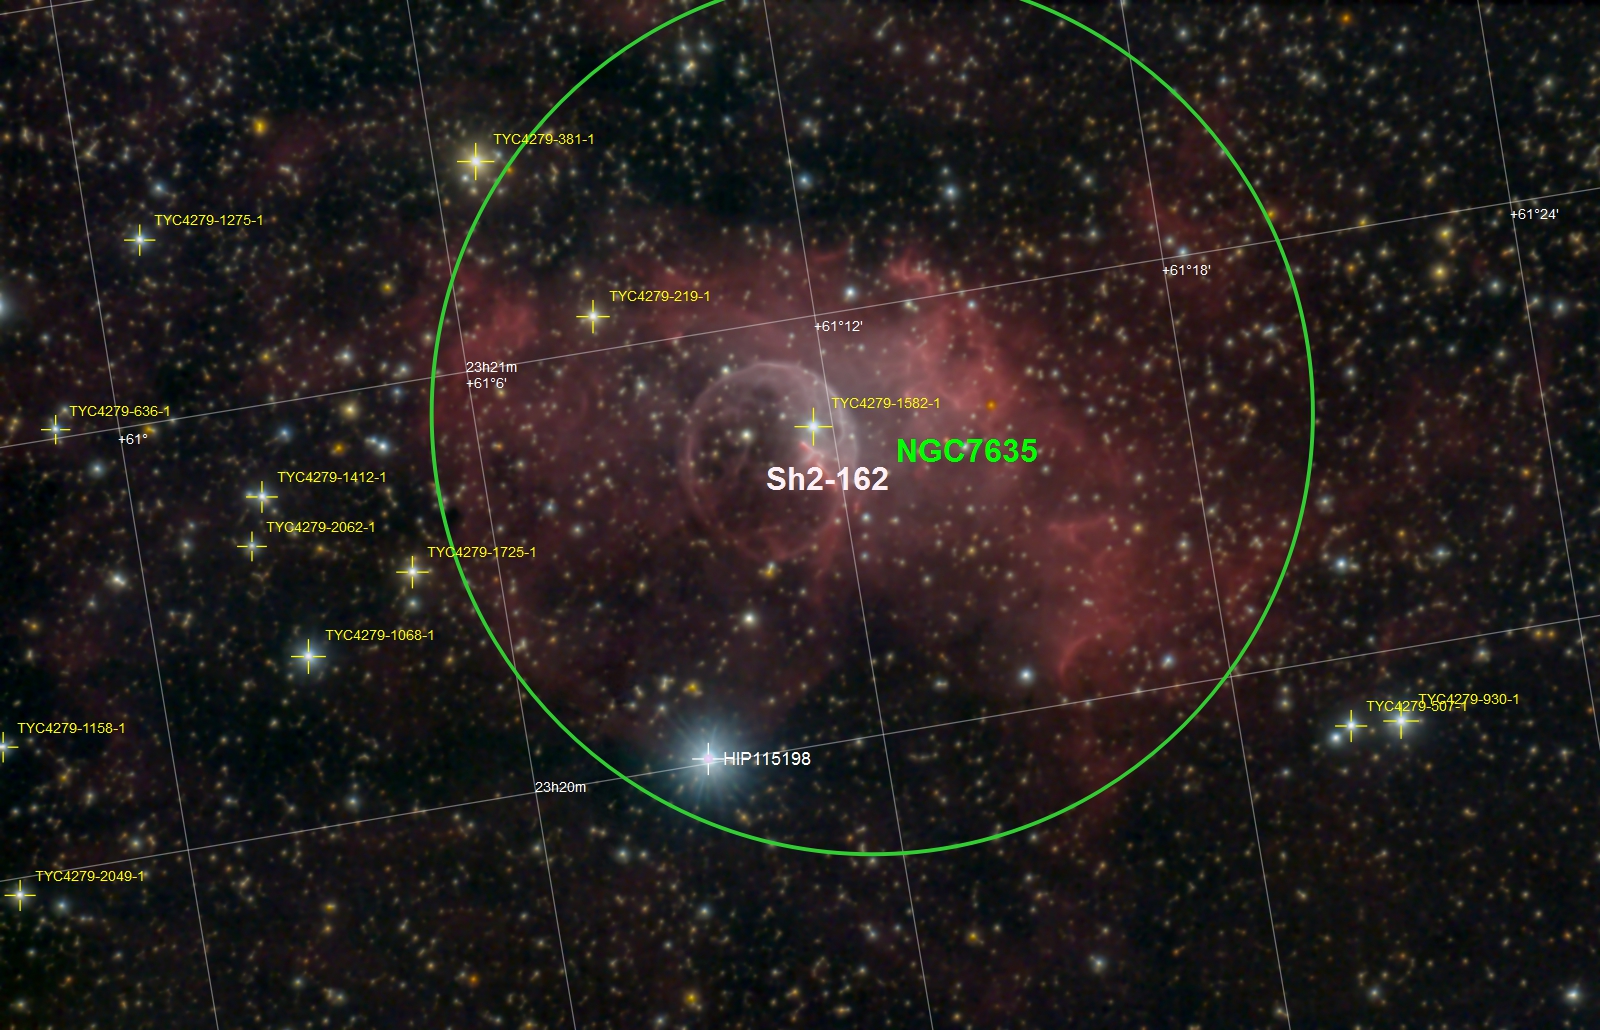 TYC4279-381-1
TYC4279-1275-1
+61°24'
+61°18'
TYC4279-219-1
+61°12'
23h21m
+61°6'
TYC4279-1582-1
TYC4279-636-1
+61°
NGC7635
Sh2-162
TYC4279-1412-1
TYC4279-2062-1
TYC4279-1725-1
TYC4279-1068-1
TYC4279-930-1
TYC4279-507-1
TYC4279-1158-1
HIP115198
23h20m
TYC4279-2049-1